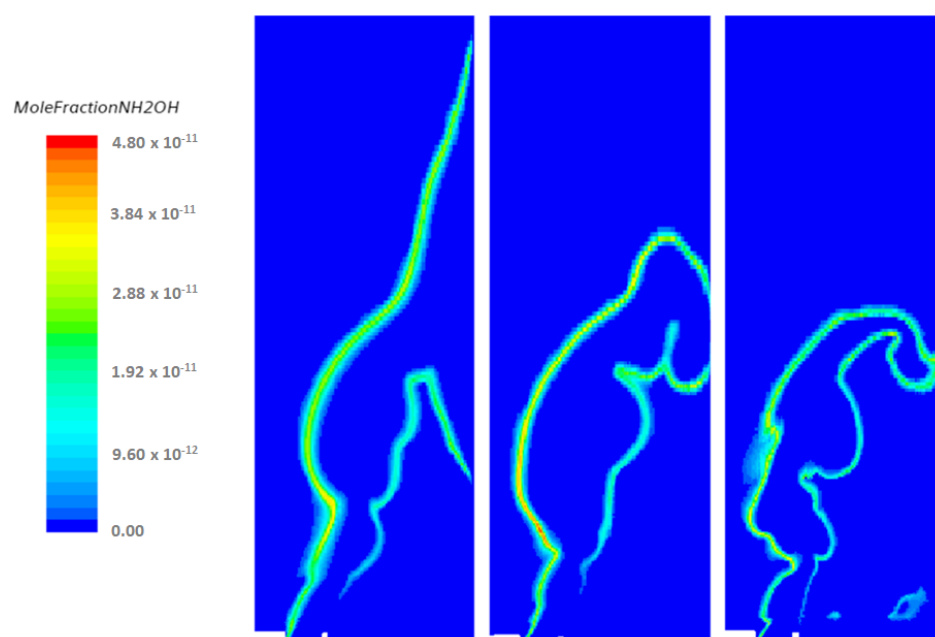 MoleFractionNH2OH
4.80 x 10⁻¹¹
3.84 x 10⁻¹¹
2.88 x 10⁻¹¹
1.92 x 10⁻¹¹
9.60 x 10⁻¹²
0.00